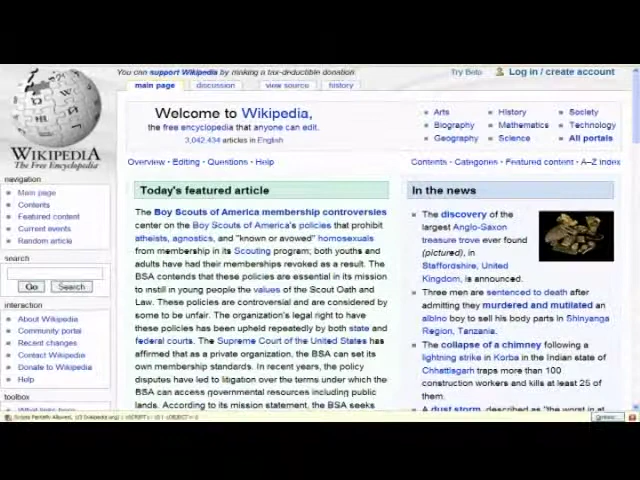 You can support Wikipedia by making a tax-deductible donation.
Try Beta
Log in / create account
main page
discussion
view source
history
WIKIPEDIA
The Free Encyclopedia
navigation
Main page
Contents
Featured content
Current events
Random article
search
Go
Search
interaction
About Wikipedia
Community portal
Recent changes
Contact Wikipedia
Donate to Wikipedia
Help
toolbox
Welcome to Wikipedia,
the free encyclopedia that anyone can edit.
3,042,434 articles in English
Arts
History
Society
Biography
Mathematics
Technology
Geography
Science
All portals
Overview · Editing · Questions · Help
Contents · Categories · Featured content · A–Z index
Today's featured article
The Boy Scouts of America membership controversies
center on the Boy Scouts of America's policies that prohibit
atheists, agnostics, and "known or avowed" homosexuals
from membership in its Scouting program; both youths and
adults have had their memberships revoked as a result. The
BSA contends that these policies are essential in its mission
to instill in young people the values of the Scout Oath and
Law. These policies are controversial and are considered by
some to be unfair. The organization's legal right to have
these policies has been upheld repeatedly by both state and
federal courts. The Supreme Court of the United States has
affirmed that as a private organization, the BSA can set its
own membership standards. In recent years, the policy
disputes have led to litigation over the terms under which the
BSA can access governmental resources including public
lands. According to its mission statement, the BSA seeks
In the news
The discovery of the
largest Anglo-Saxon
treasure trove ever found
(pictured), in
Staffordshire, United
Kingdom, is announced.
Three men are sentenced to death after
admitting they murdered and mutilated an
albino boy to sell his body parts in Shinyanga
Region, Tanzania.
The collapse of a chimney following a
lightning strike in Korba in the Indian state of
Chhattisgarh traps more than 100
construction workers and kills at least 25 of
them.
A dust storm, described as "the worst in at